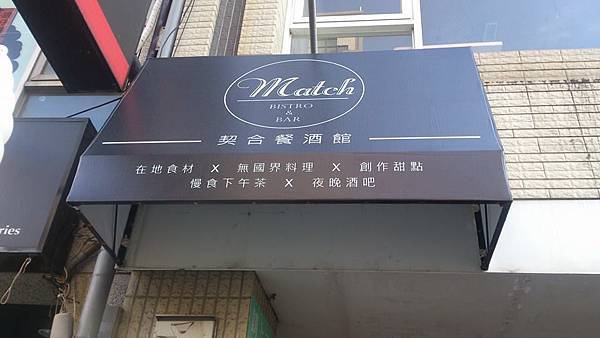 Match
BISTRO
&
BAR
契合餐酒館
在地食材 X 無國界料理 X 創作甜點
慢食下午茶 X 夜晚酒吧
ries